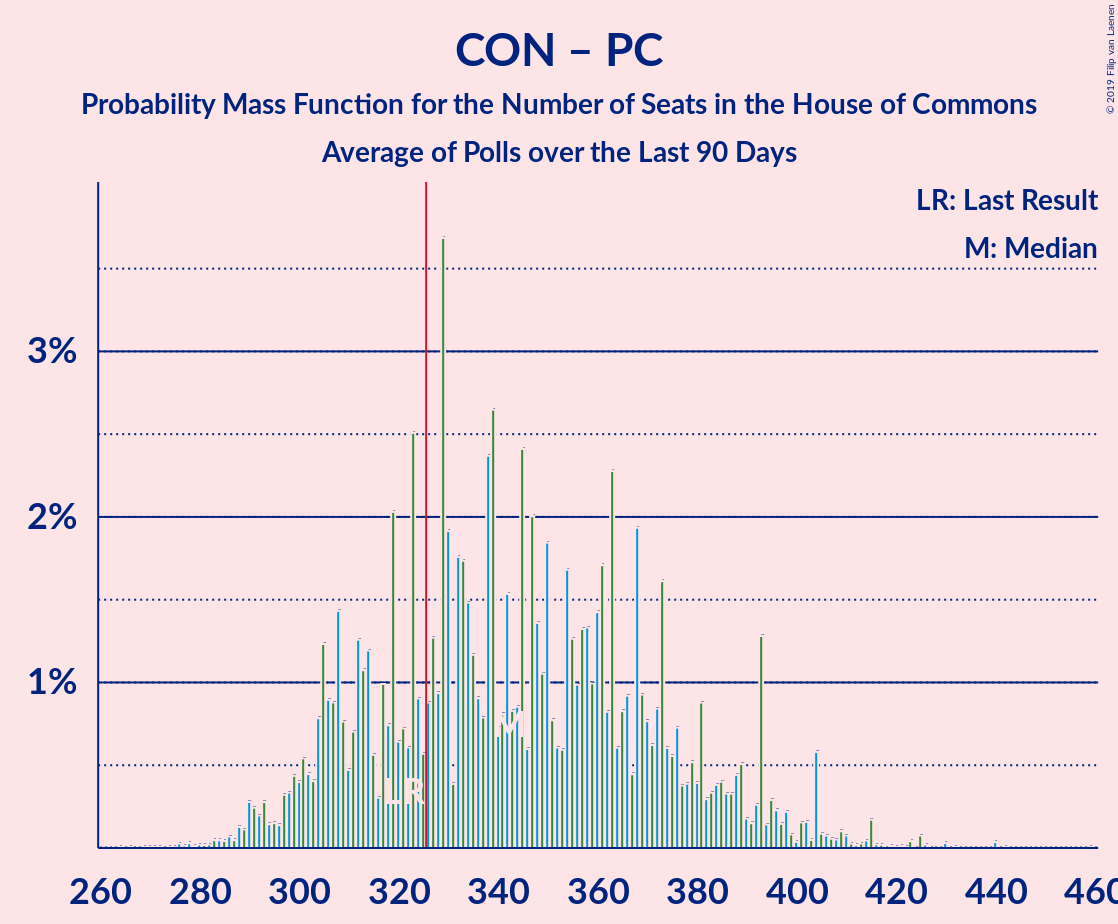 CON – PC
Probability Mass Function for the Number of Seats in the House of Commons
Average of Polls over the Last 90 Days
© 2019 Filip van Laenen
LR: Last Result
M: Median
3%
2%
1%
LR
260 280 300 320 340 360 380 400 420 440 460